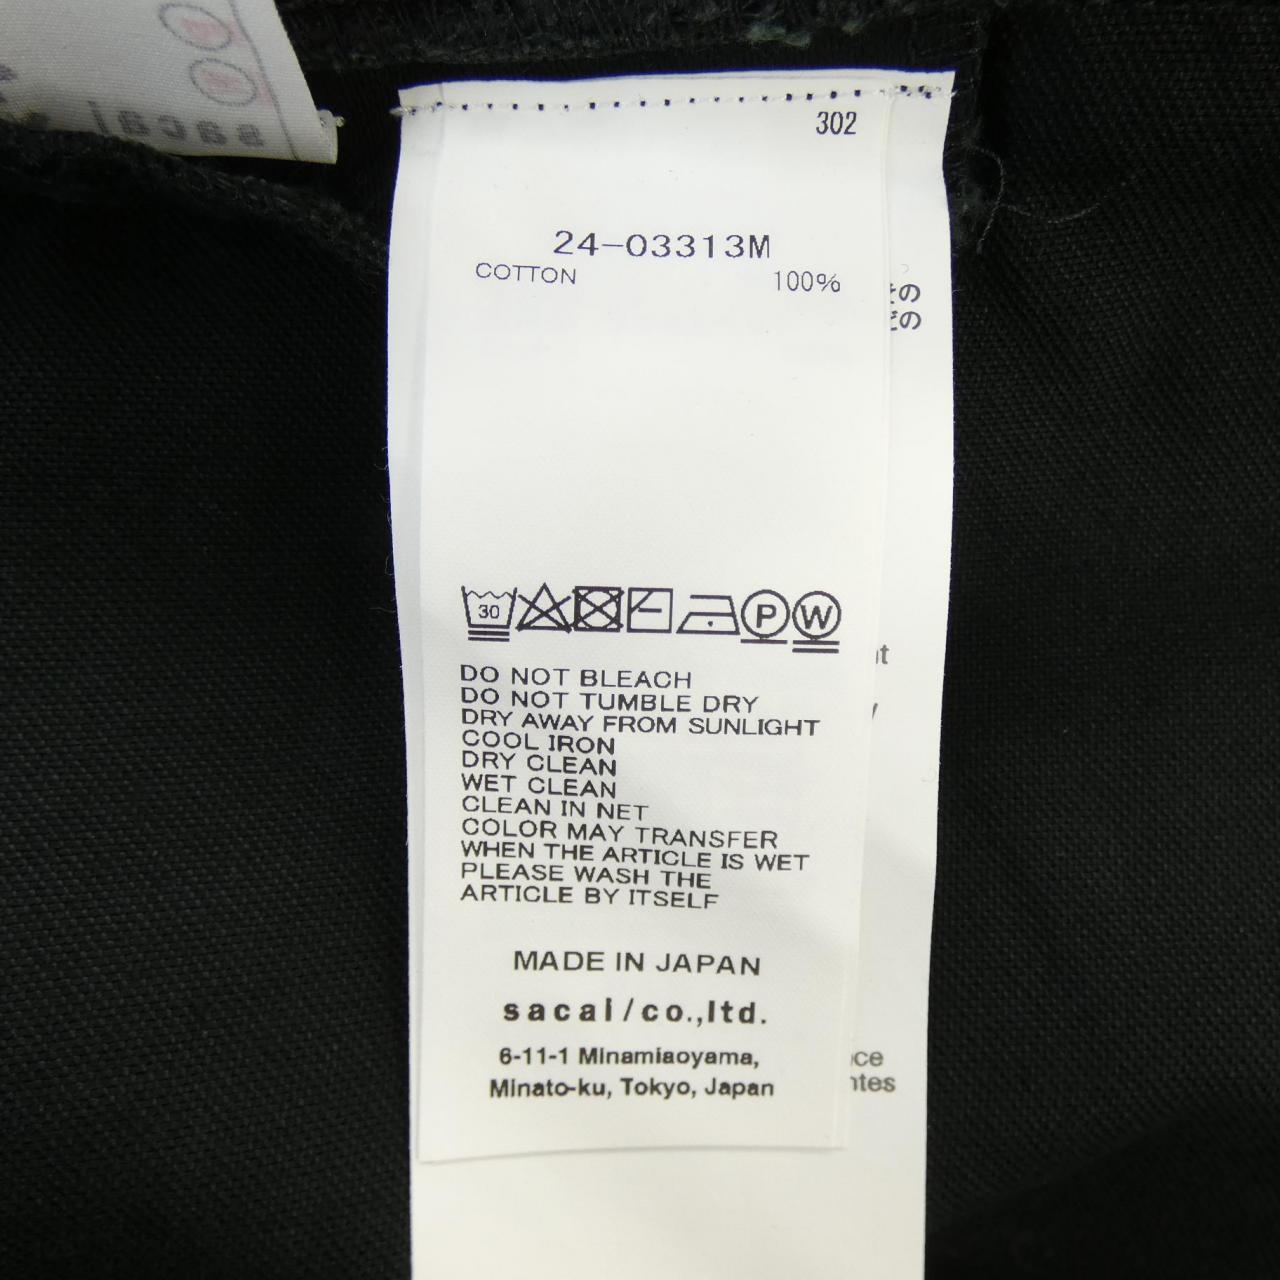 302
24-03313M
COTTON 100%
30
P
W
DO NOT BLEACH
DO NOT TUMBLE DRY
DRY AWAY FROM SUNLIGHT
COOL IRON
DRY CLEAN
WET CLEAN
CLEAN IN NET
COLOR MAY TRANSFER
WHEN THE ARTICLE IS WET
PLEASE WASH THE
ARTICLE BY ITSELF
MADE IN JAPAN
sacai/co.,ltd.
6-11-1 Minamiaoyama,
Minato-ku, Tokyo, Japan